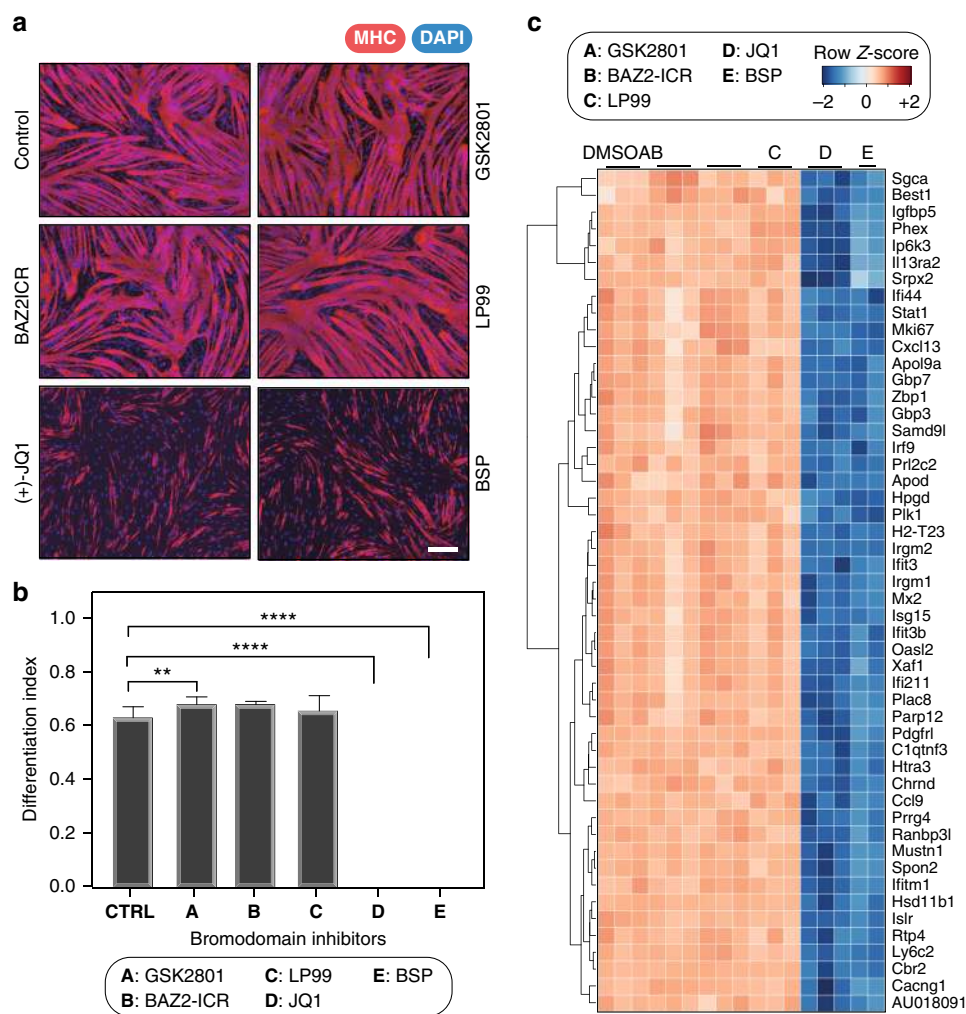 a
MHC DAPI
Control
GSK2801
BAZ2ICR
LP99
(+)-JQ1
BSP
b
Differentiation index
1.0
0.8
0.6
0.4
0.2
0.0
****
****
**
CTRL A B C D E
Bromodomain inhibitors
A: GSK2801 C: LP99 E: BSP
B: BAZ2-ICR D: JQ1
c
A: GSK2801 D: JQ1
B: BAZ2-ICR E: BSP
C: LP99
Row Z-score
–2 0 +2
DMSOAB C D E
Sgca
Best1
Igfbp5
Phex
Ip6k3
Il13ra2
Srpx2
Ifi44
Stat1
Mki67
Cxcl13
Apol9a
Gbp7
Zbp1
Gbp3
Samd9l
Irf9
Prl2c2
Apod
Hpgd
Plk1
H2-T23
Irgm2
Ifit3
Irgm1
Mx2
Isg15
Ifit3b
Oasl2
Xaf1
Ifi211
Plac8
Parp12
Pdgfrl
C1qtnf3
Htra3
Chrnd
Ccl9
Prrg4
Ranbp3l
Mustn1
Spon2
Ifitm1
Hsd11b1
Islr
Rtp4
Ly6c2
Cbr2
Cacng1
AU018091